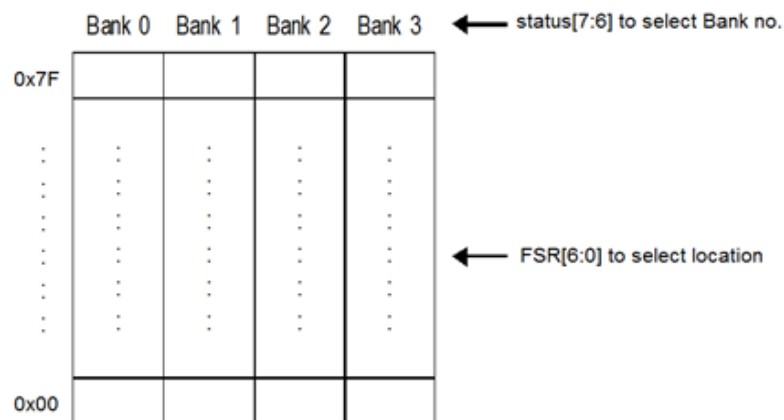 Bank 0 Bank 1 Bank 2 Bank 3 status[7:6] to select Bank no.
0x7F
FSR[6:0] to select location
0x00